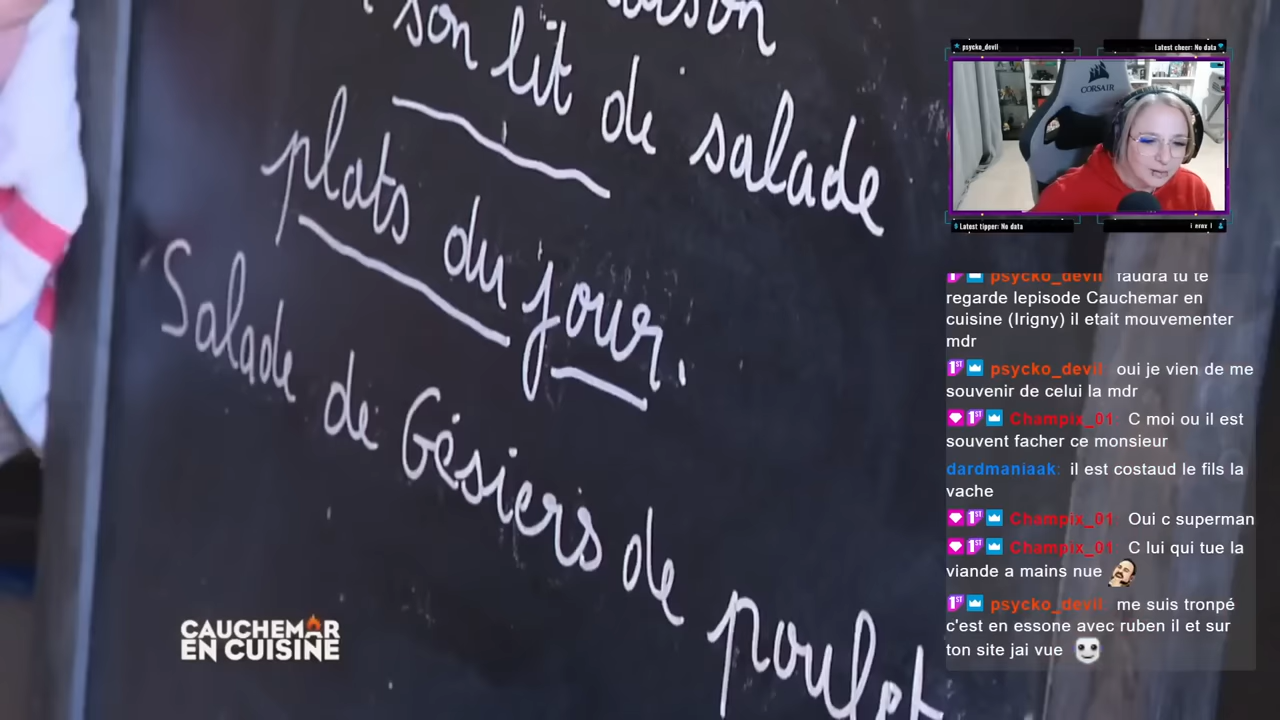 son lit de salade
plats du jour.
Salade de Gésiers de poulet
CAUCHEMAR
EN CUISINE
psycko_devil
Latest cheer: No data
CORSAIR
Latest tipper: No data
psycko_devil faudra tu te
regarde lepisode Cauchemar en
cuisine (Irigny) il etait mouvementer
mdr
psycko_devil oui je vien de me
souvenir de celui la mdr
Champix_01 C moi ou il est
souvent facher ce monsieur
dardmaniaak: il est costaud le fils la
vache
Champix_01 Oui c superman
Champix_01 C lui qui tue la
viande a mains nue
psycko_devil me suis tronpé
c'est en essone avec ruben il et sur
ton site jai vue